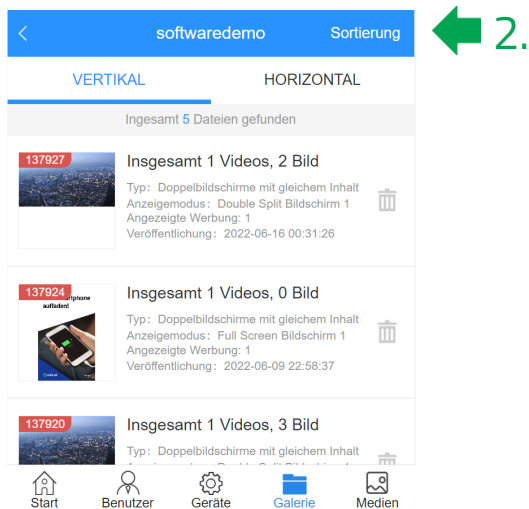 softwaredemo Sortierung
2.
VERTIKAL HORIZONTAL
Ingesamt 5 Dateien gefunden
137927
Insgesamt 1 Videos, 2 Bild
Typ: Doppelbildschirme mit gleichem Inhalt
Anzeigemodus: Double Split Bildschirm 1
Angezeigte Werbung: 1
Veröffentlichung: 2022-06-16 00:31:26
137924
aufladen!
Insgesamt 1 Videos, 0 Bild
Typ: Doppelbildschirme mit gleichem Inhalt
Anzeigemodus: Full Screen Bildschirm 1
Angezeigte Werbung: 1
Veröffentlichung: 2022-06-09 22:58:37
137920
Insgesamt 1 Videos, 3 Bild
Typ: Doppelbildschirme mit gleichem Inhalt
Start Benutzer Geräte Galerie Medien